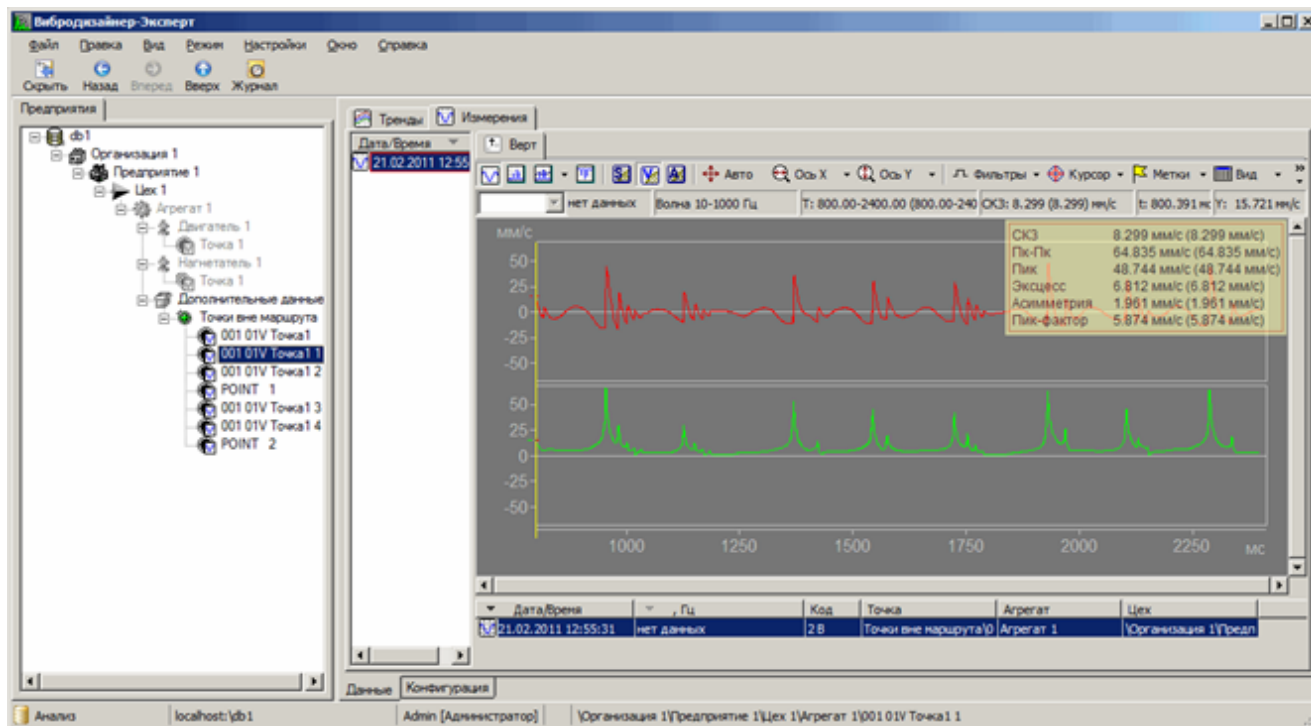 Вибродизайнер-Эксперт
Файл Правка Вид Режим Настройки Окно Справка
Скрыть Назад Вперед Вверх Журнал
Предприятия
db1
Организация 1
Предприятие 1
Цех 1
Агрегат 1
Двигатель 1
Точка 1
Нагнетатель 1
Точка 1
Дополнительные данные
Точки вне маршрута
001 01V Точка1
001 01V Точка1 1
001 01V Точка1 2
POINT 1
001 01V Точка1 3
001 01V Точка1 4
POINT 2
Тренды Измерения
Дата/Время
21.02.2011 12:55
Верт
Авто Ось X Ось Y Фильтры Курсор Метки Вид
нет данных Волна 10-1000 Гц T: 800.00-2400.00 (800.00-240 СКЗ: 8.299 (8.299) мм/с t: 800.391 мс Y: 15.721 мм/с
мм/с
СКЗ 8.299 мм/с (8.299 мм/с)
Пк-Пк 64.835 мм/с (64.835 мм/с)
Пик 48.744 мм/с (48.744 мм/с)
Эксцесс 6.812 мм/с (6.812 мм/с)
Асимметрия 1.961 мм/с (1.961 мм/с)
Пик-фактор 5.874 мм/с (5.874 мм/с)
50
25
0
-25
-50
50
25
0
-25
-50
1000 1250 1500 1750 2000 2250 мс
Дата/Время , Гц Код Точка Агрегат Цех
21.02.2011 12:55:31 нет данных 2В Точки вне маршрута\0 Агрегат 1 \Организация 1\Предп
Данные Конфигурация
Анализ localhost:\db1 Admin [Администратор] \Организация 1\Предприятие 1\Цех 1\Агрегат 1\001 01V Точка1 1